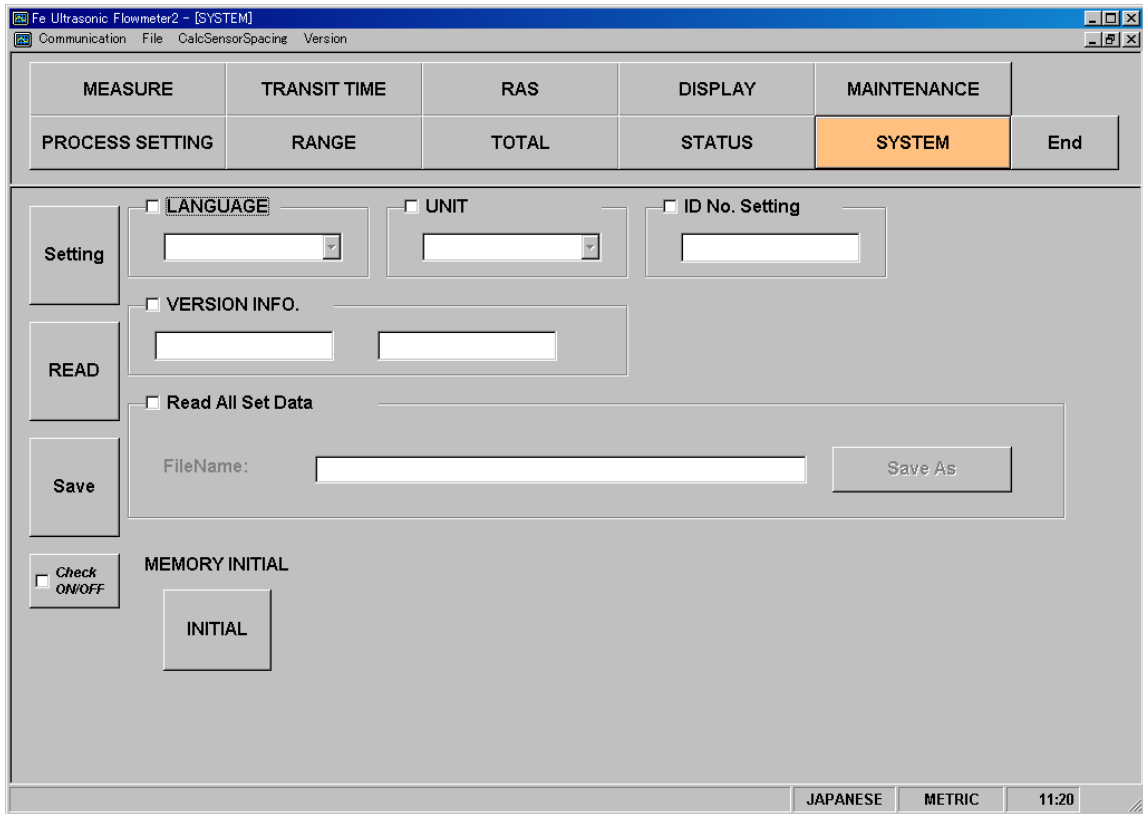 Fe Ultrasonic Flowmeter2 - [SYSTEM]
Communication File CalcSensorSpacing Version
MEASURE TRANSIT TIME RAS DISPLAY MAINTENANCE
PROCESS SETTING RANGE TOTAL STATUS SYSTEM End
LANGUAGE UNIT ID No. Setting
Setting
VERSION INFO.
READ
Read All Set Data
FileName: Save As
Save
MEMORY INITIAL
Check
ON/OFF
INITIAL
JAPANESE METRIC 11:20